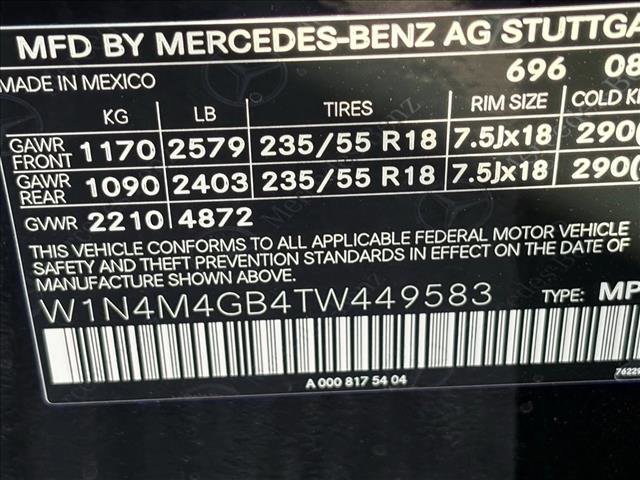 MFD BY MERCEDES-BENZ AG STUTTGA
MADE IN MEXICO 696 08
KG LB TIRES RIM SIZE COLD
GAWR FRONT 1170 2579 235/55 R18 7.5Jx18 290
GAWR REAR 1090 2403 235/55 R18 7.5Jx18 290(
GVWR 2210 4872
THIS VEHICLE CONFORMS TO ALL APPLICABLE FEDERAL MOTOR VEHICLE
SAFETY AND THEFT PREVENTION STANDARDS IN EFFECT ON THE DATE OF
MANUFACTURE SHOWN ABOVE.
W1N4M4GB4TW449583 TYPE: MP
A 000 817 54 04 7622